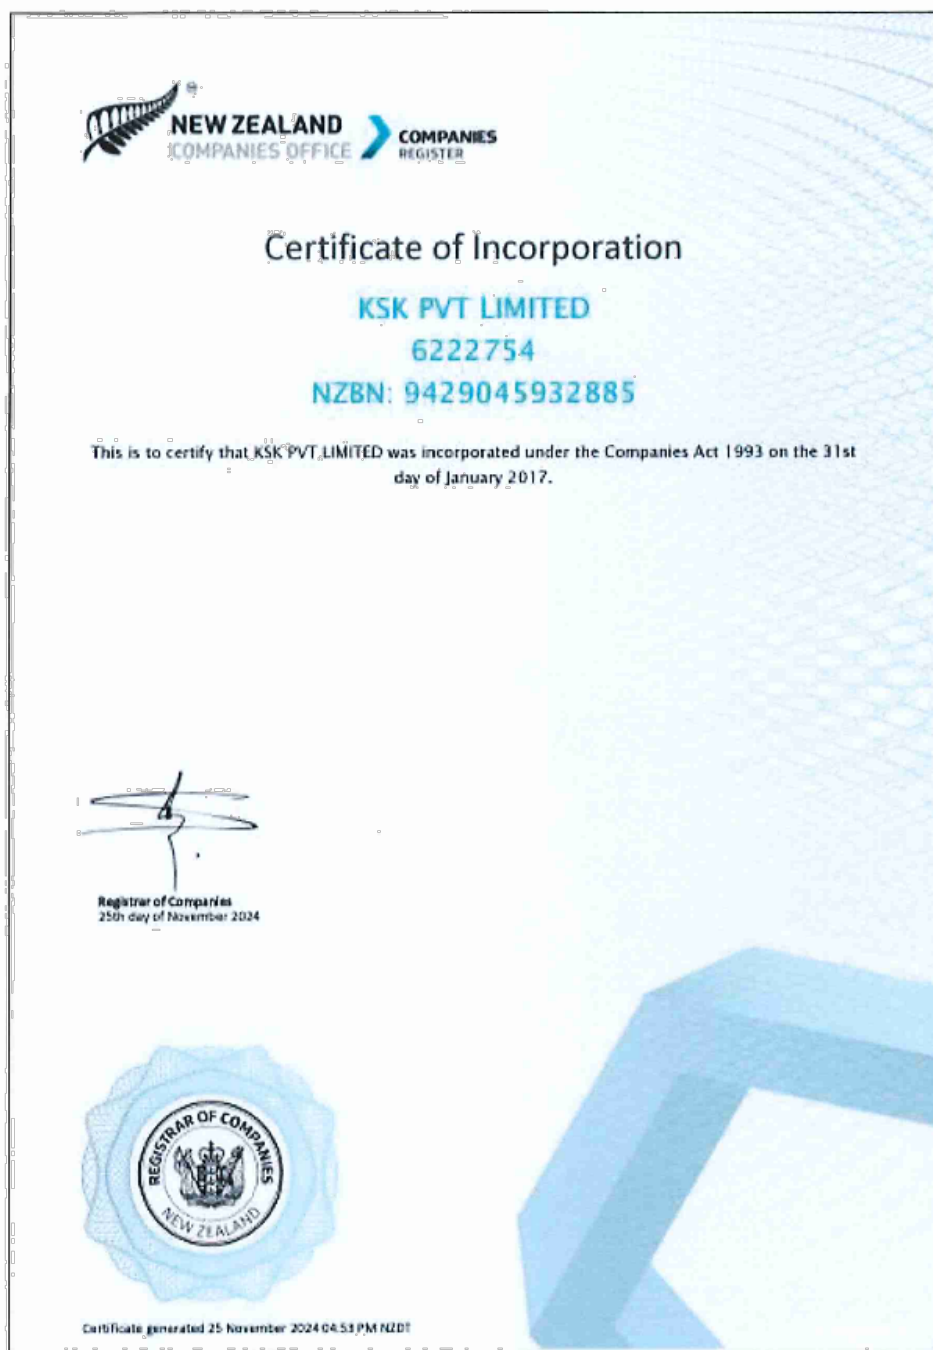 NEW ZEALAND
COMPANIES OFFICE
COMPANIES
REGISTER
Certificate of Incorporation
KSK PVT LIMITED
6222754
NZBN: 9429045932885
This is to certify that KSK PVT LIMITED was incorporated under the Companies Act 1993 on the 31st
day of January 2017.
Registrar of Companies
25th day of November 2024
REGISTRAR OF COMPANIES
NEW ZEALAND
Certificate generated 25 November 2024 04:53 PM NZDT